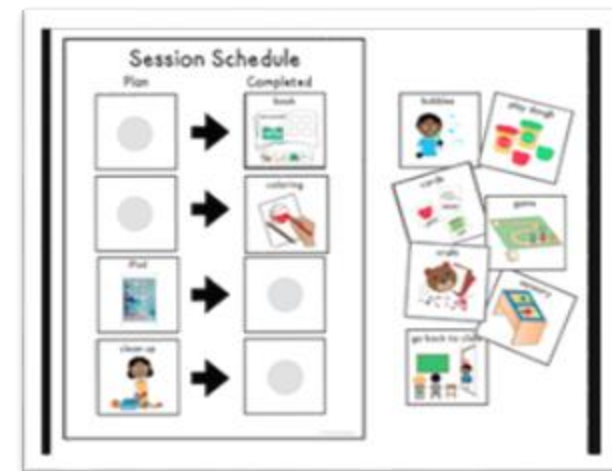 Session Schedule
Plan Completed
book
coloring
iPad
clean up
bubbles
play dough
cards
game
crafts
sensory
go back to class